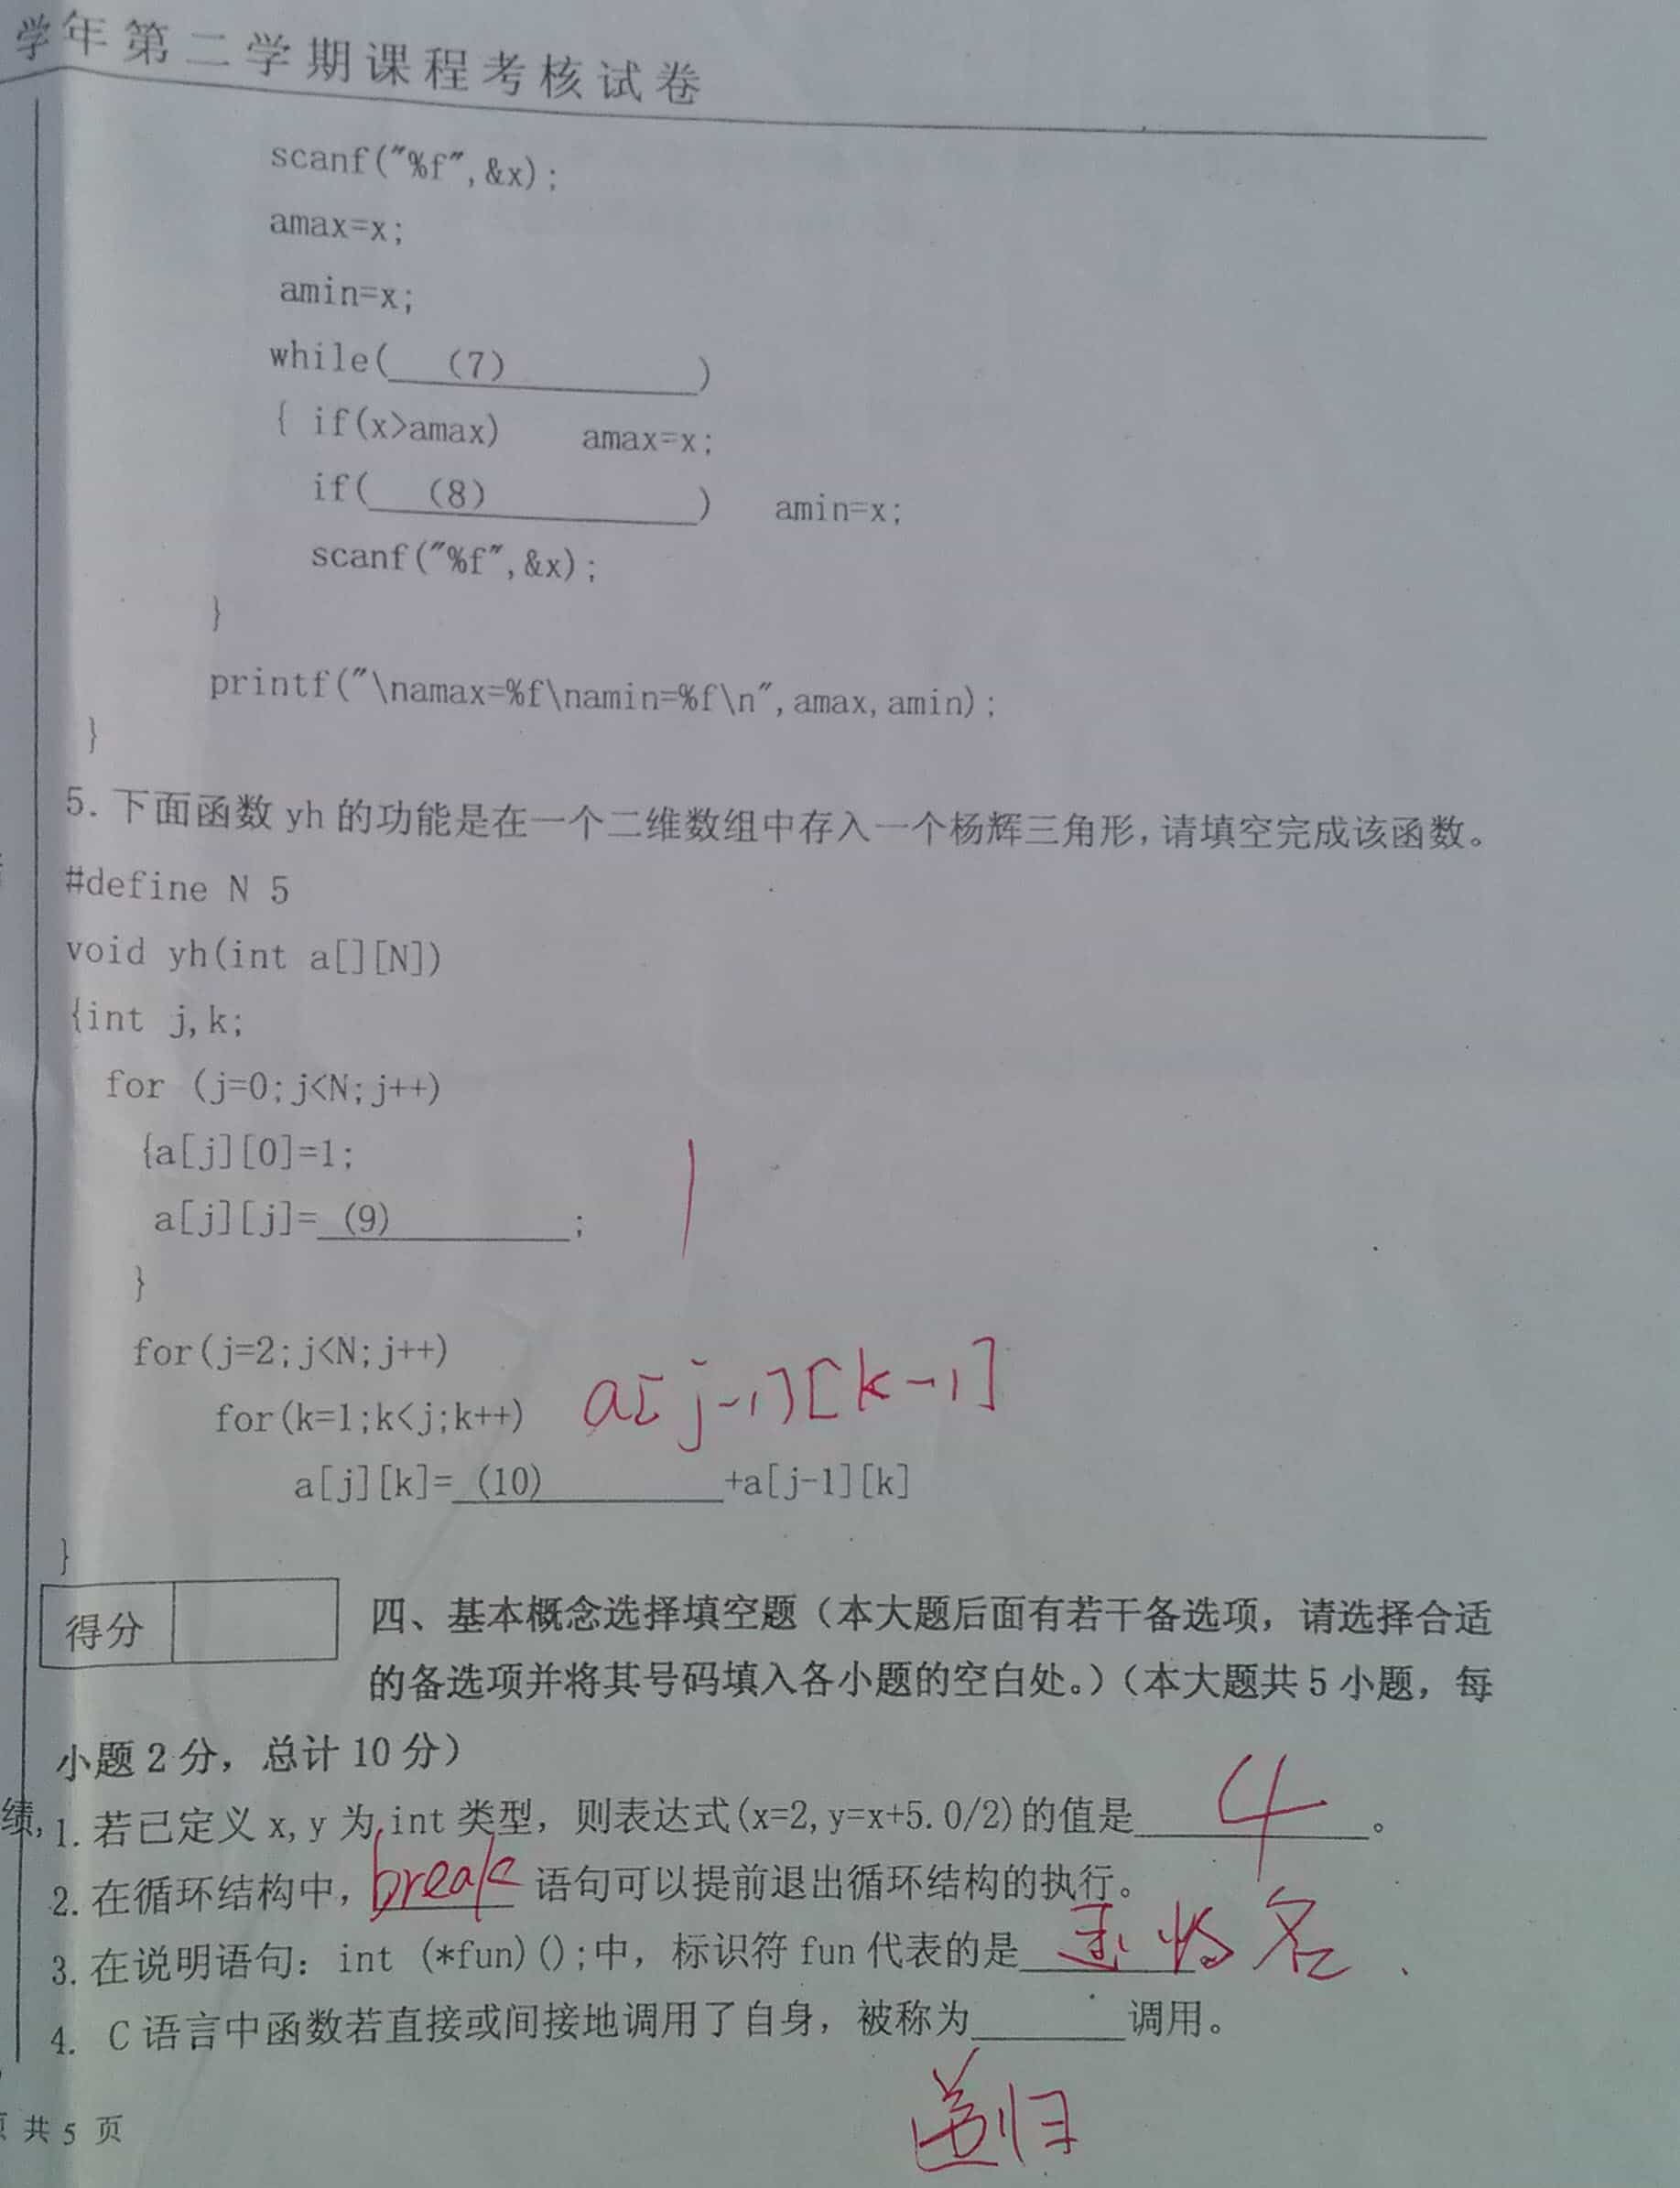 学年第二学期课程考核试卷
scanf("%f",&x);
amax=x;
amin=x;
while( (7) )
{ if(x>amax) amax=x;
if( (8) ) amin=x;
scanf("%f",&x);
}
printf("\namax=%f\namin=%f\n",amax,amin);
}
5. 下面函数 yh 的功能是在一个二维数组中存入一个杨辉三角形,请填空完成该函数。
#define N 5
void yh(int a[][N])
{int j,k;
for (j=0;j<N;j++)
{a[j][0]=1;
a[j][j]= (9) ; 1
}
for(j=2;j<N;j++)
for(k=1;k<j;k++) a[j-1][k-1]
a[j][k]= (10) +a[j-1][k]
}
得分
四、基本概念选择填空题（本大题后面有若干备选项，请选择合适
的备选项并将其号码填入各小题的空白处。）（本大题共 5 小题，每
小题 2 分，总计 10 分）
绩,
1. 若已定义 x,y 为 int 类型，则表达式(x=2,y=x+5.0/2)的值是 4 。
2. 在循环结构中，break 语句可以提前退出循环结构的执行。
3. 在说明语句：int (*fun)();中，标识符 fun 代表的是 名
4. C 语言中函数若直接或间接地调用了自身，被称为 调用。
递归
共 5 页